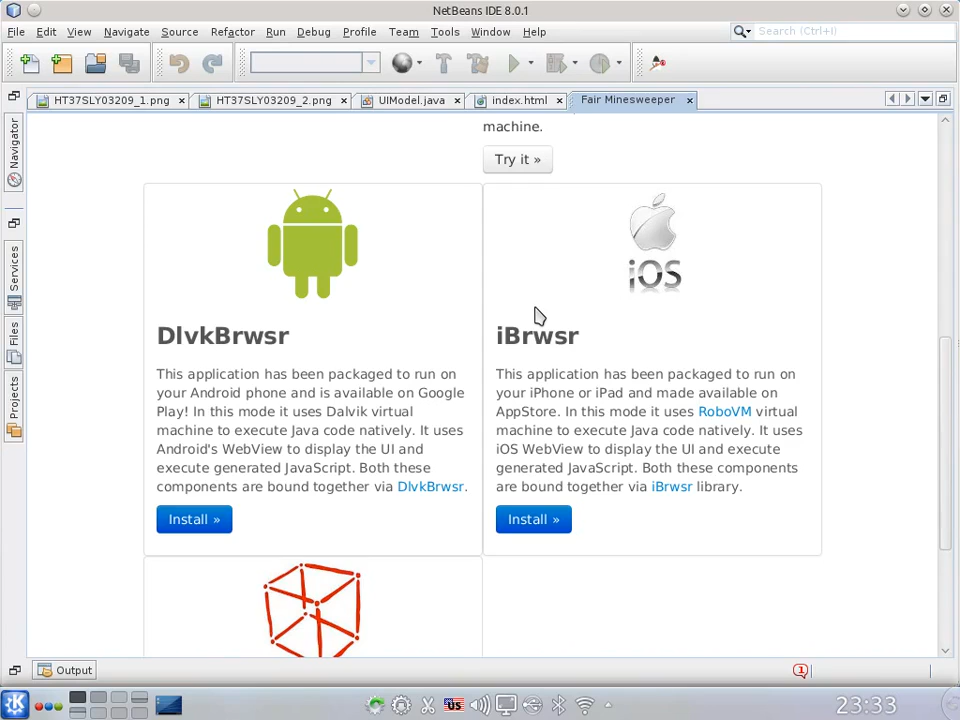 NetBeans IDE 8.0.1
File Edit View Navigate Source Refactor Run Debug Profile Team Tools Window Help
Search (Ctrl+I)
HT37SLY03209_1.png HT37SLY03209_2.png UIModel.java index.html Fair Minesweeper
Navigator
Services
Files
Projects
machine.
Try it »
iOS
DlvkBrwsr
This application has been packaged to run on
your Android phone and is available on Google
Play! In this mode it uses Dalvik virtual
machine to execute Java code natively. It uses
Android's WebView to display the UI and
execute generated JavaScript. Both these
components are bound together via DlvkBrwsr.
Install »
iBrwsr
This application has been packaged to run on
your iPhone or iPad and made available on
AppStore. In this mode it uses RoboVM virtual
machine to execute Java code natively. It uses
iOS WebView to display the UI and execute
generated JavaScript. Both these components
are bound together via iBrwsr library.
Install »
Output
1
us
23:33